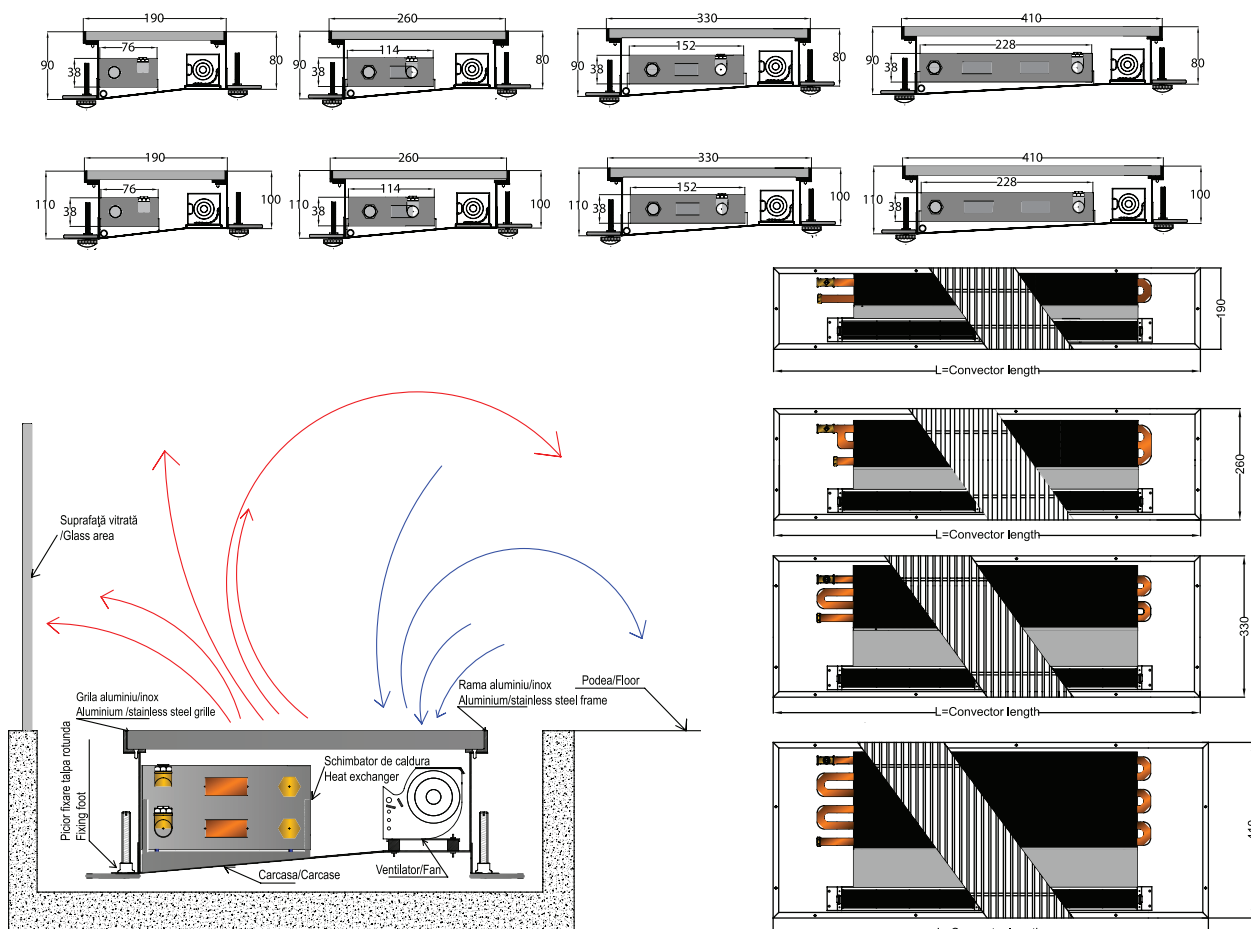 190
76
38
90
80
260
114
38
90
80
330
152
38
90
80
410
228
38
90
80
190
76
38
110
100
260
114
38
110
100
330
152
38
110
100
410
228
38
110
100
190
L=Convector length
260
L=Convector length
330
L=Convector length
Suprafaţă vitrată
/Glass area
Grila aluminiu/inox
Aluminium /stainless steel grille
Rama aluminiu/inox
Aluminium/stainless steel frame
Podea/Floor
Picior fixare talpa rotunda
Fixing foot
Schimbator de caldura
Heat exchanger
Carcasa/Carcase
Ventilator/Fan